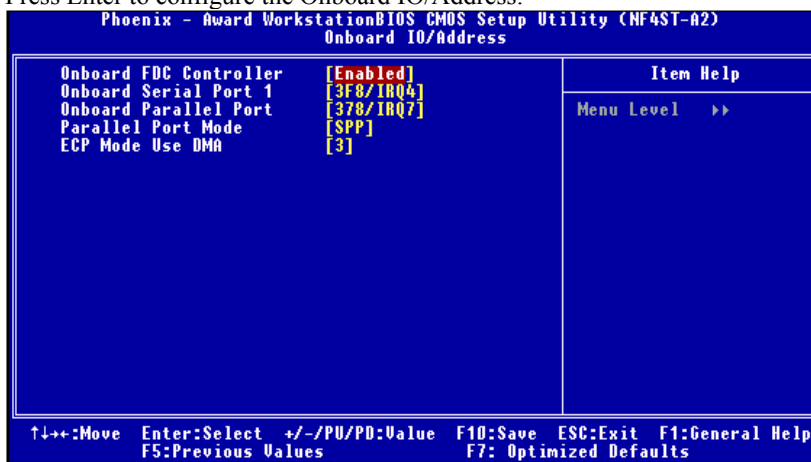 Press Enter to configure the Onboard IO/Address.
Phoenix - Award WorkstationBIOS CMOS Setup Utility (NF4ST-A2)
Onboard IO/Address
Onboard FDC Controller [Enabled]
Onboard Serial Port 1 [3F8/IRQ4]
Onboard Parallel Port [378/IRQ7]
Parallel Port Mode [SPP]
ECP Mode Use DMA [3]
Item Help
Menu Level ▸▸
↑↓→←:Move Enter:Select +/-/PU/PD:Value F10:Save ESC:Exit F1:General Help
F5:Previous Values F7: Optimized Defaults